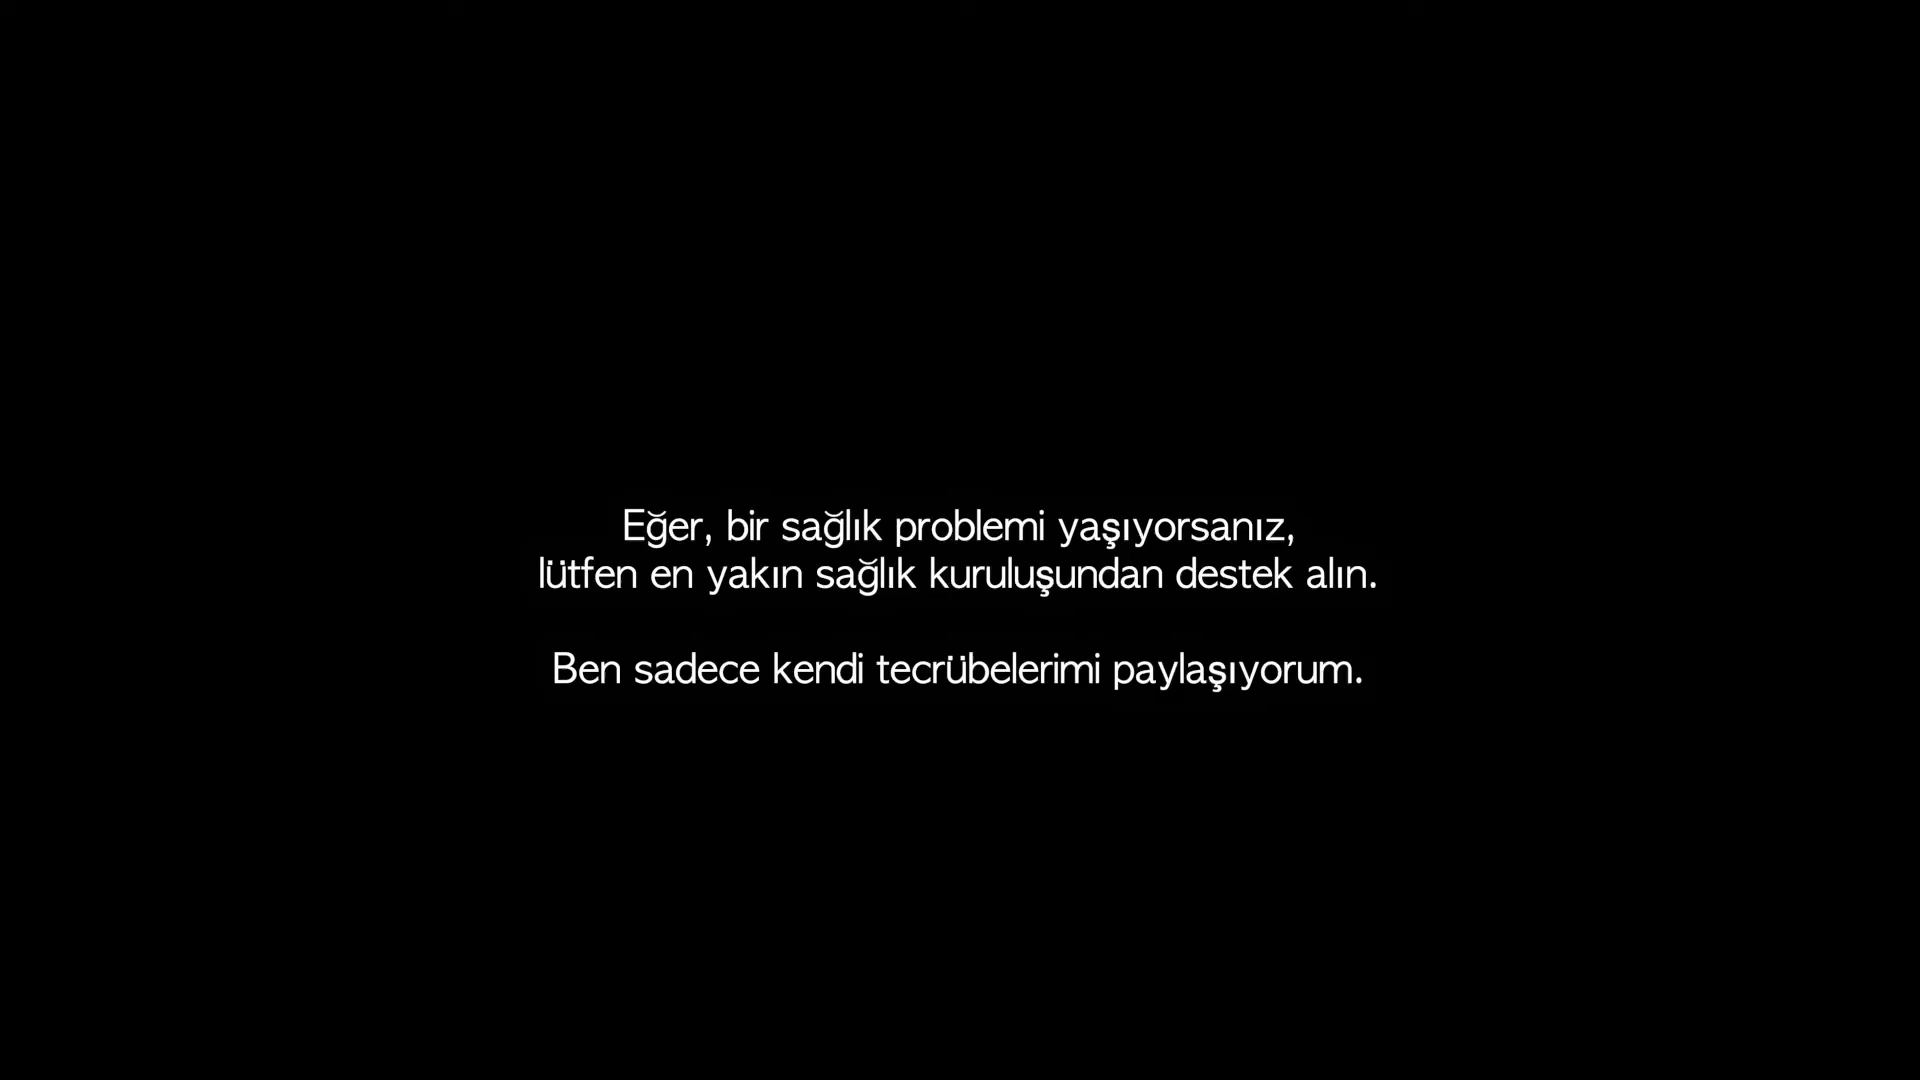 Eğer, bir sağlık problemi yaşıyorsanız,
lütfen en yakın sağlık kuruluşundan destek alın.
Ben sadece kendi tecrübelerimi paylaşıyorum.